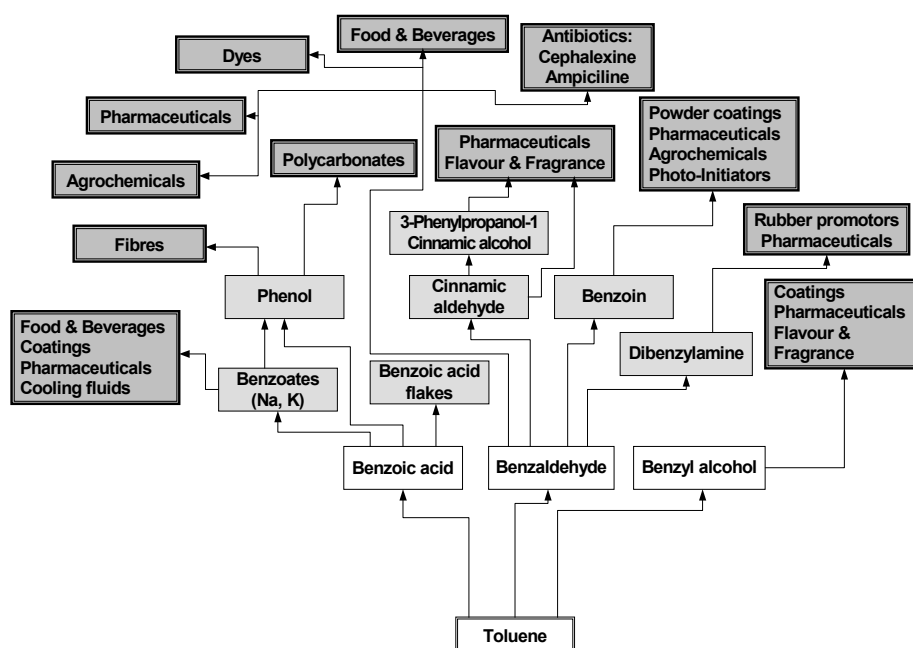 Food & Beverages
Antibiotics:
Cephalexine
Ampiciline
Dyes
Pharmaceuticals
Powder coatings
Pharmaceuticals
Agrochemicals
Photo-Initiators
Pharmaceuticals
Flavour & Fragrance
Polycarbonates
Agrochemicals
3-Phenylpropanol-1
Cinnamic alcohol
Rubber promotors
Pharmaceuticals
Fibres
Phenol
Cinnamic
aldehyde
Benzoin
Coatings
Pharmaceuticals
Flavour &
Fragrance
Food & Beverages
Coatings
Pharmaceuticals
Cooling fluids
Dibenzylamine
Benzoates
(Na, K)
Benzoic acid
flakes
Benzoic acid
Benzaldehyde
Benzyl alcohol
Toluene